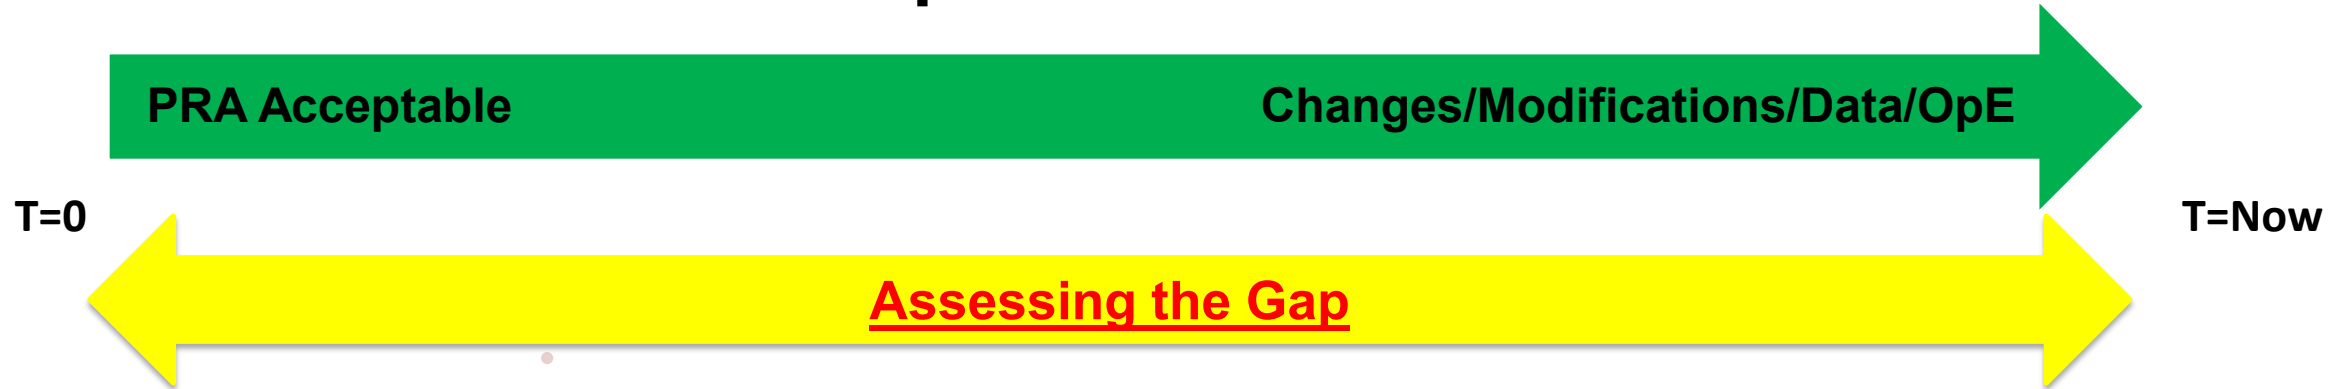 PRA Acceptable
Changes/Modifications/Data/OpE
T=0
T=Now
Assessing the Gap